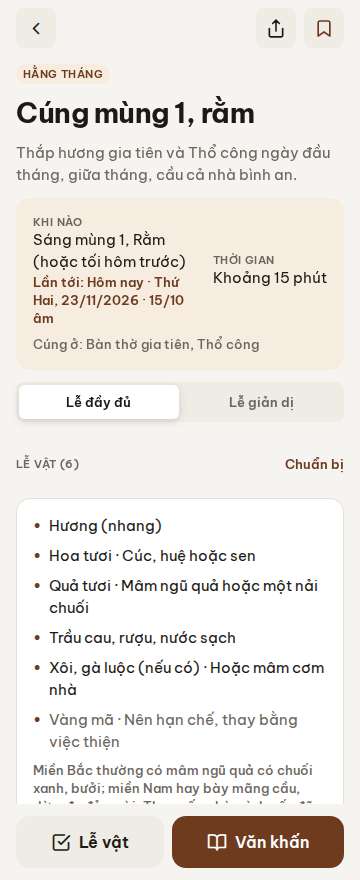 HẰNG THÁNG
Cúng mùng 1, rằm
Thắp hương gia tiên và Thổ công ngày đầu
tháng, giữa tháng, cầu cả nhà bình an.
KHI NÀO
Sáng mùng 1, Rằm
(hoặc tối hôm trước)
Lần tới: Hôm nay · Thứ
Hai, 23/11/2026 · 15/10
âm
THỜI GIAN
Khoảng 15 phút
Cúng ở: Bàn thờ gia tiên, Thổ công
Lễ đầy đủ
Lễ giản dị
LỄ VẬT (6)
Chuẩn bị
• Hương (nhang)
• Hoa tươi · Cúc, huệ hoặc sen
• Quả tươi · Mâm ngũ quả hoặc một nải
chuối
• Trầu cau, rượu, nước sạch
• Xôi, gà luộc (nếu có) · Hoặc mâm cơm
nhà
• Vàng mã · Nên hạn chế, thay bằng
việc thiện
Miền Bắc thường có mâm ngũ quả có chuối
xanh, bưởi; miền Nam hay bày mãng cầu,
Lễ vật
Văn khấn